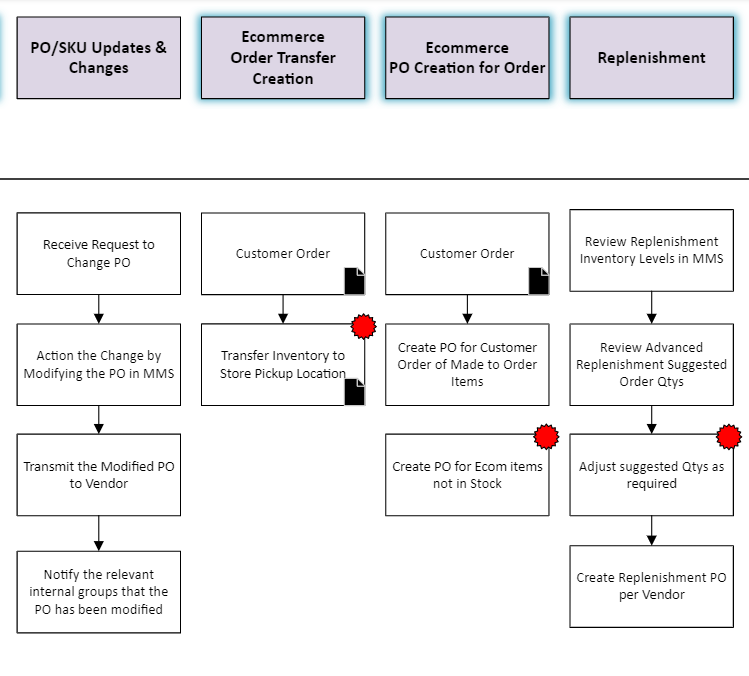 PO/SKU Updates &
Changes
Ecommerce
Order Transfer
Creation
Ecommerce
PO Creation for Order
Replenishment
Receive Request to
Change PO
Action the Change by
Modifying the PO in MMS
Transmit the Modified PO
to Vendor
Notify the relevant
internal groups that the
PO has been modified
Customer Order
Transfer Inventory to
Store Pickup Location
Customer Order
Create PO for Customer
Order of Made to Order
Items
Create PO for Ecom items
not in Stock
Review Replenishment
Inventory Levels in MMS
Review Advanced
Replenishment Suggested
Order Qtys
Adjust suggested Qtys as
required
Create Replenishment PO
per Vendor